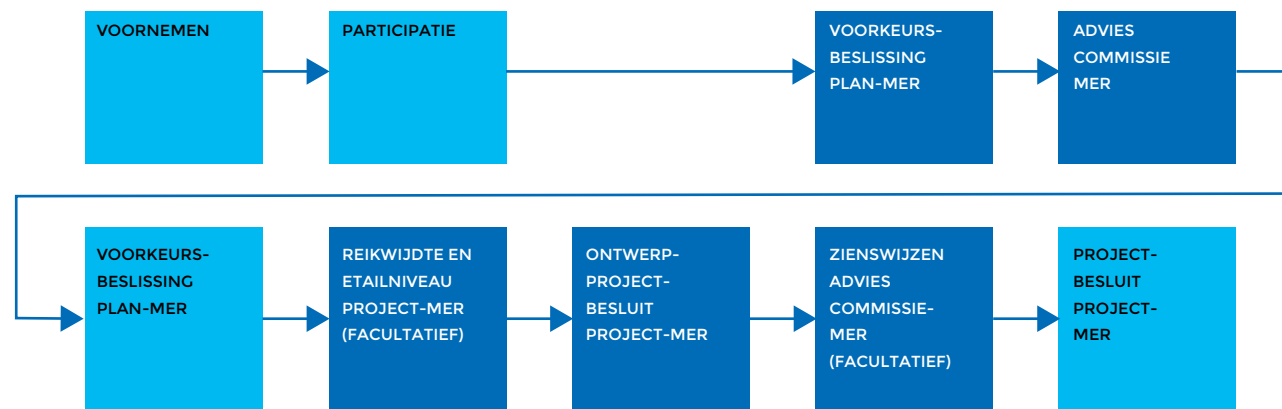 VOORNEMEN
PARTICIPATIE
VOORKEURS-
BESLISSING
PLAN-MER
ADVIES
COMMISSIE
MER
VOORKEURS-
BESLISSING
PLAN-MER
REIKWIJDTE EN
ETAILNIVEAU
PROJECT-MER
(FACULTATIEF)
ONTWERP-
PROJECT-
BESLUIT
PROJECT-MER
ZIENSWIJZEN
ADVIES
COMMISSIE-
MER
(FACULTATIEF)
PROJECT-
BESLUIT
PROJECT-
MER